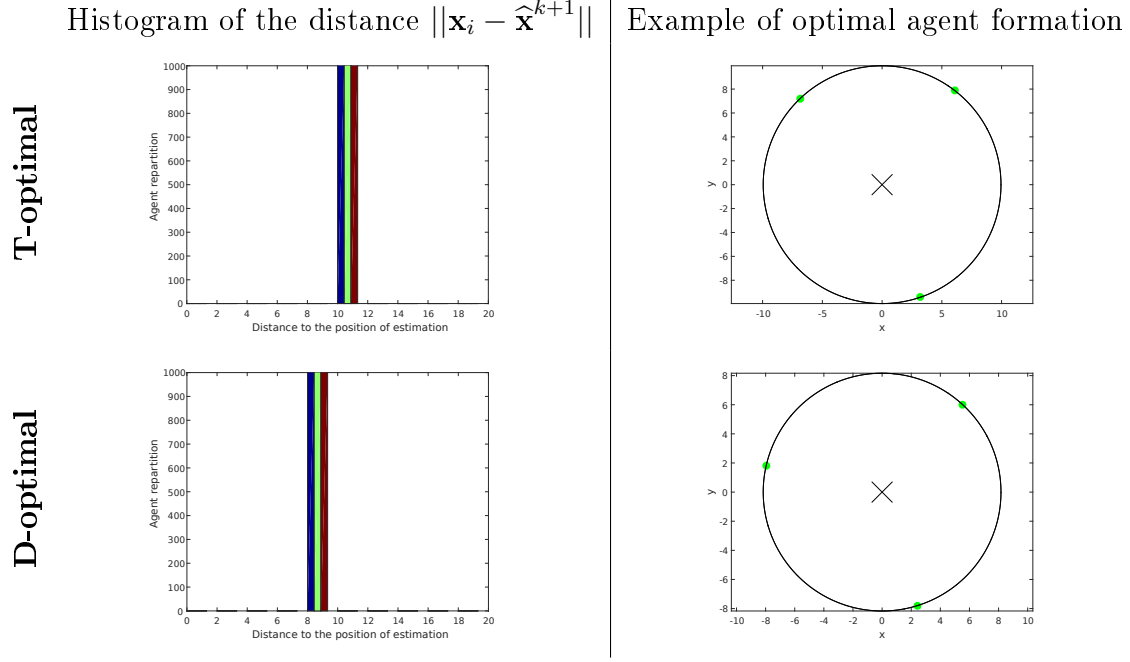 Histogram of the distance ||x_i − x̂^{k+1}||
Example of optimal agent formation
T-optimal
1000
900
800
700
600
500
400
300
200
100
0
Agent repartition
0 2 4 6 8 10 12 14 16 18 20
Distance to the position of estimation
8
6
4
2
0
-2
-4
-6
-8
y
-10 -5 0 5 10
x
D-optimal
1000
900
800
700
600
500
400
300
200
100
0
Agent repartition
0 2 4 6 8 10 12 14 16 18 20
Distance to the position of estimation
8
6
4
2
0
-2
-4
-6
-8
y
-10 -8 -6 -4 -2 0 2 4 6 8 10
x